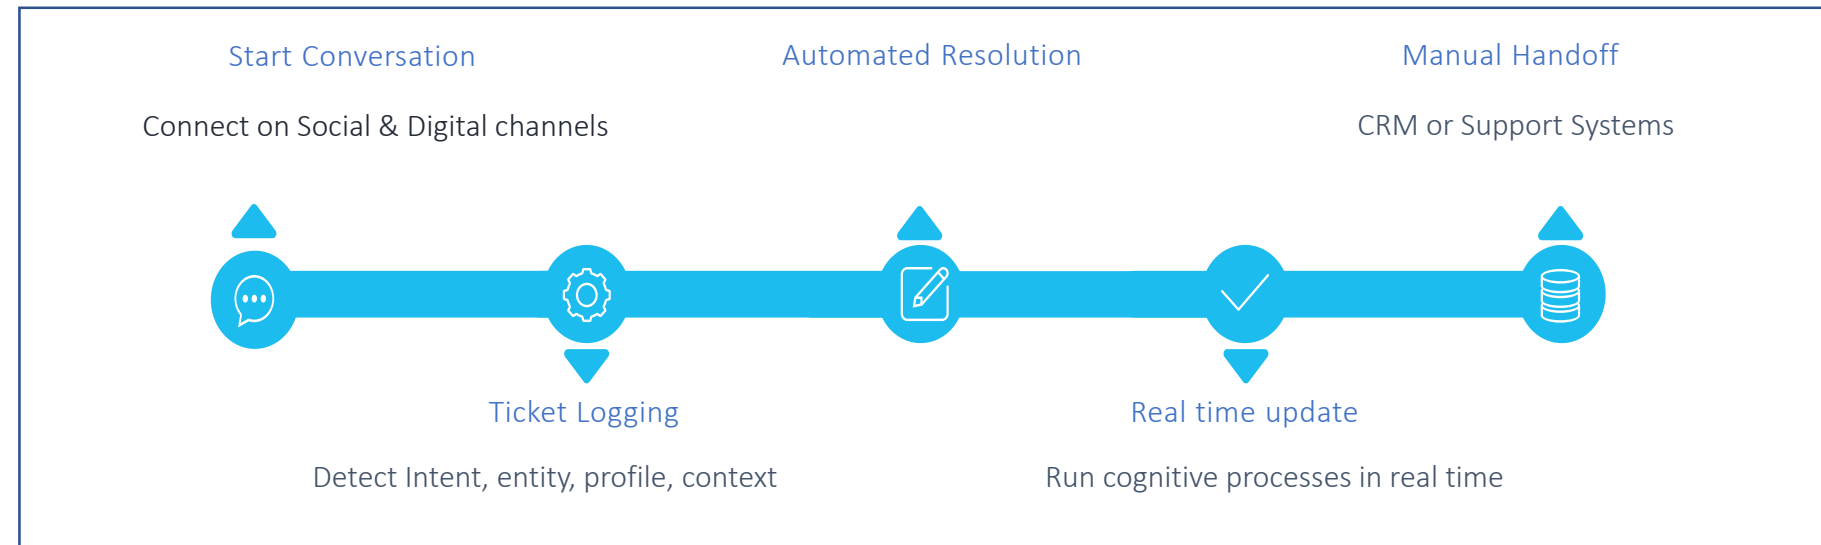 Start Conversation
Connect on Social & Digital channels
Automated Resolution
Manual Handoff
CRM or Support Systems
Ticket Logging
Detect Intent, entity, profile, context
Real time update
Run cognitive processes in real time